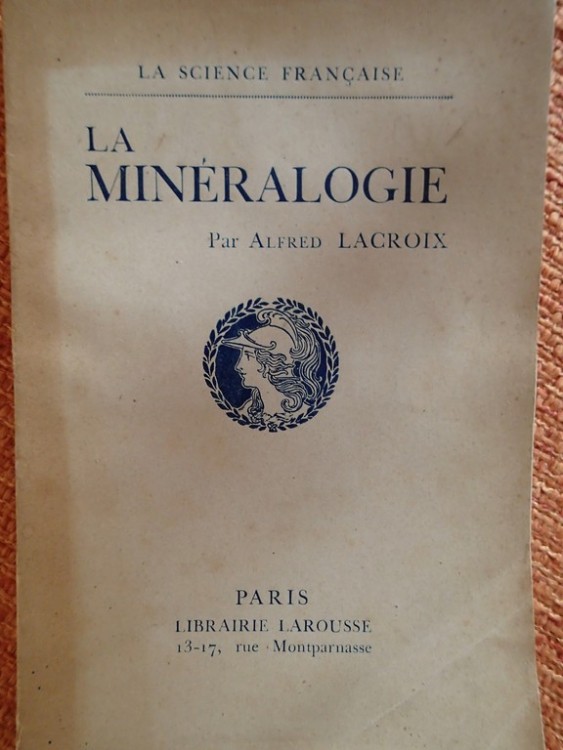 LA SCIENCE FRANÇAISE
LA
MINÉRALOGIE
Par ALFRED LACROIX
PARIS
LIBRAIRIE LAROUSSE
13-17, rue Montparnasse